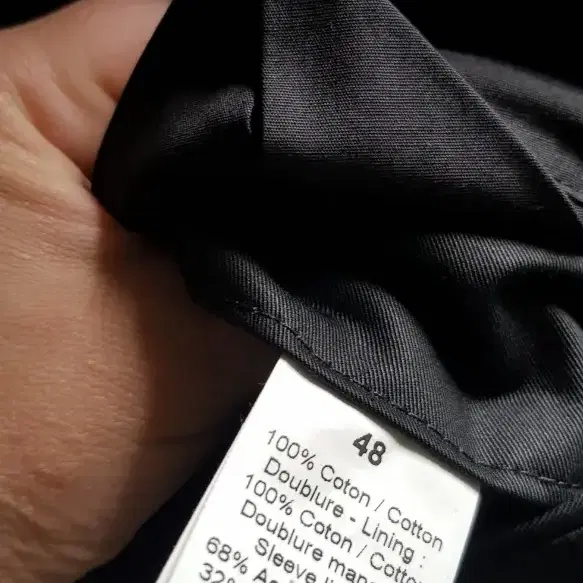 48
100% Coton / Cotton
Doublure - Lining :
100% Coton /
Doublure
Sleeve
68%